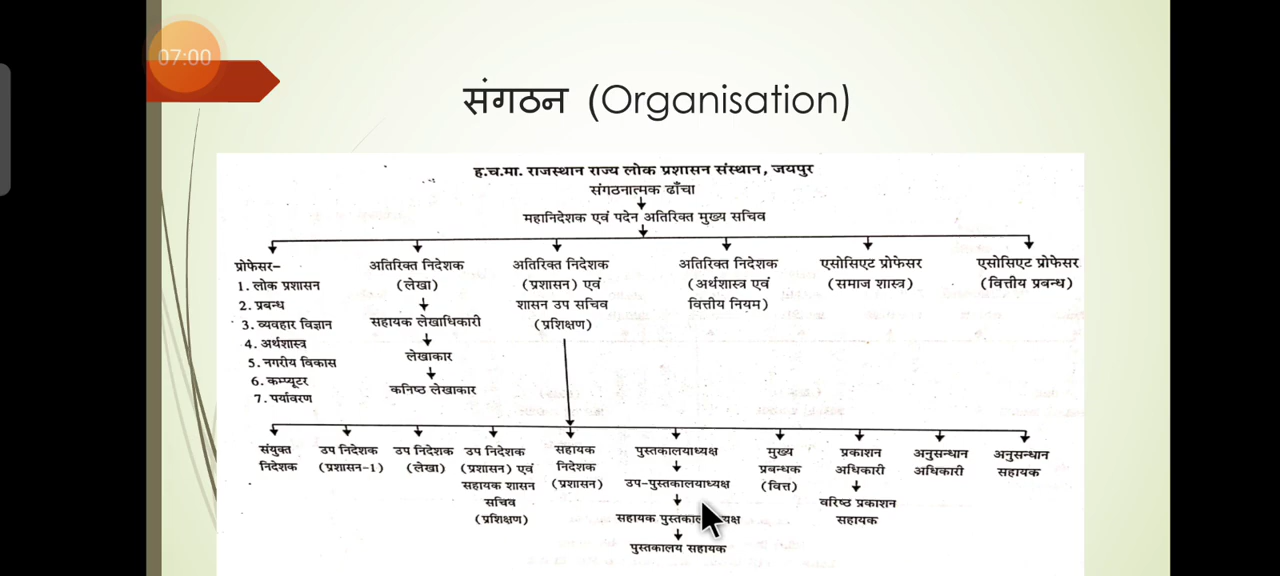 07:00
संगठन (Organisation)
ह.च.मा. राजस्थान राज्य लोक प्रशासन संस्थान, जयपुर
संगठनात्मक ढाँचा
महानिदेशक एवं पदेन अतिरिक्त मुख्य सचिव
प्रोफेसर–
1. लोक प्रशासन
2. प्रबन्ध
3. व्यवहार विज्ञान
4. अर्थशास्त्र
5. नगरीय विकास
6. कम्प्यूटर
7. पर्यावरण
अतिरिक्त निदेशक
(लेखा)
सहायक लेखाधिकारी
लेखाकार
कनिष्ठ लेखाकार
अतिरिक्त निदेशक
(प्रशासन) एवं
शासन उप सचिव
(प्रशिक्षण)
अतिरिक्त निदेशक
(अर्थशास्त्र एवं
वित्तीय नियम)
एसोसिएट प्रोफेसर
(समाज शास्त्र)
एसोसिएट प्रोफेसर
(वित्तीय प्रबन्ध)
संयुक्त
निदेशक
उप निदेशक
(प्रशासन-1)
उप निदेशक
(लेखा)
उप निदेशक
(प्रशासन) एवं
सहायक शासन
सचिव
(प्रशिक्षण)
सहायक
निदेशक
(प्रशासन)
पुस्तकालयाध्यक्ष
उप-पुस्तकालयाध्यक्ष
सहायक
पुस्तकालय सहायक
मुख्य
प्रबन्धक
(वित्त)
प्रकाशन
अधिकारी
वरिष्ठ प्रकाशन
सहायक
अनुसन्धान
अधिकारी
अनुसन्धान
सहायक